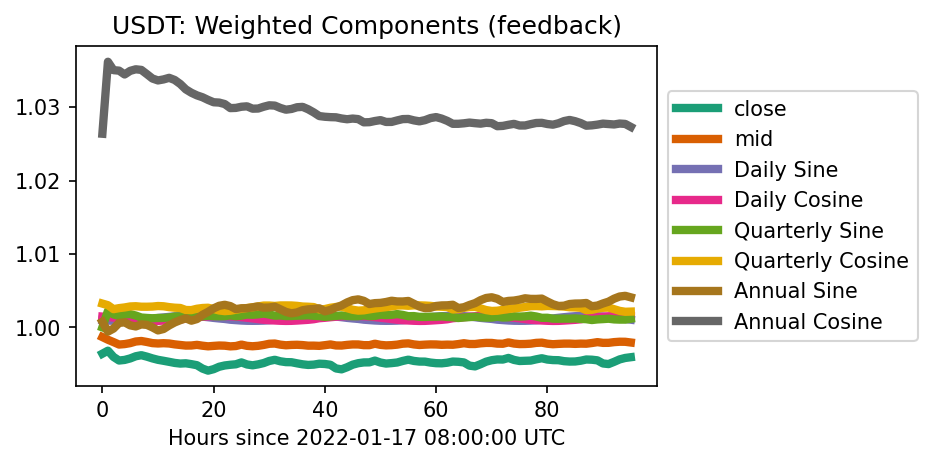 USDT: Weighted Components (feedback)
1.03
1.02
1.01
1.00
0
20
40
60
80
Hours since 2022-01-17 08:00:00 UTC
close
mid
Daily Sine
Daily Cosine
Quarterly Sine
Quarterly Cosine
Annual Sine
Annual Cosine